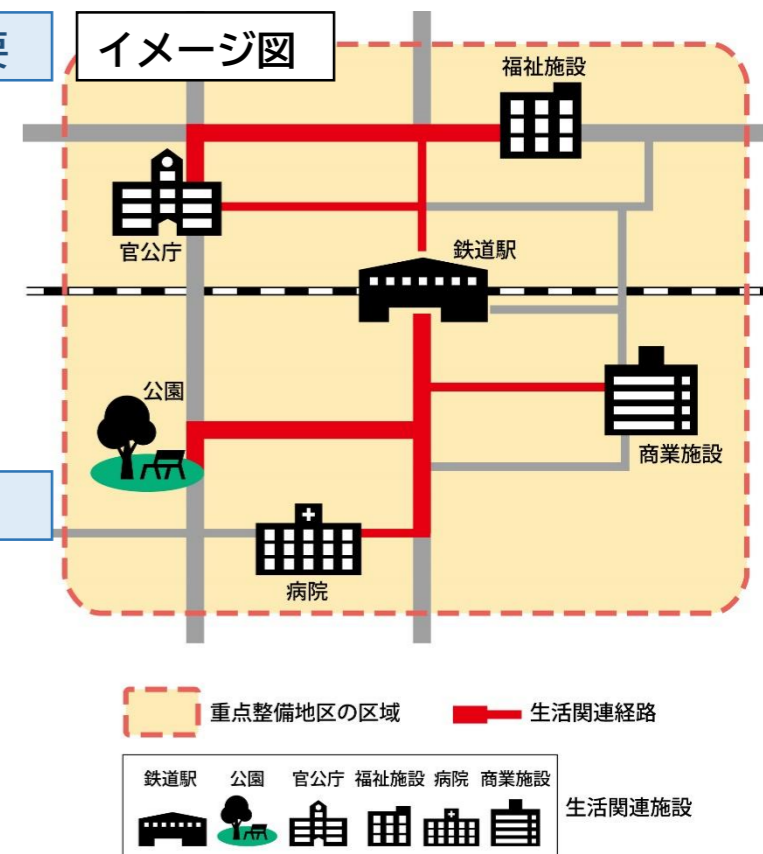 要
イメージ図
福祉施設
官公庁
鉄道駅
公園
商業施設
病院
重点整備地区の区域
生活関連経路
鉄道駅 公園 官公庁 福祉施設 病院 商業施設
生活関連施設